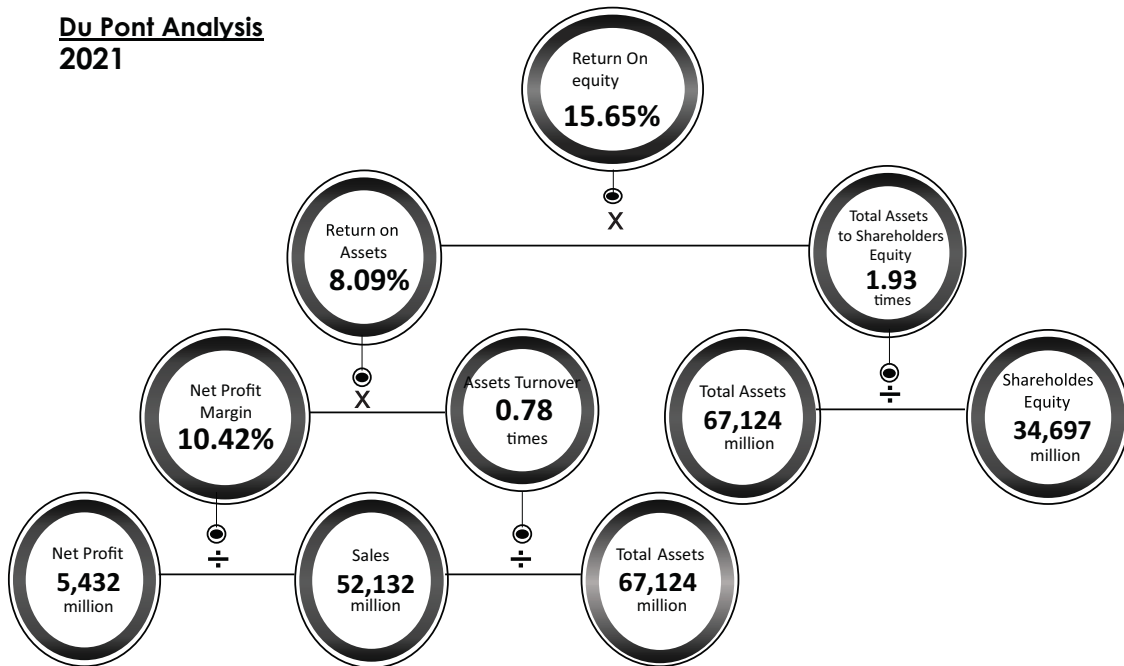 Du Pont Analysis
2021
Return On
equity
15.65%
X
Return on
Assets
8.09%
Total Assets
to Shareholders
Equity
1.93
times
X
÷
Net Profit
Margin
10.42%
Assets Turnover
0.78
times
Total Assets
67,124
million
Shareholdes
Equity
34,697
million
÷
÷
Net Profit
5,432
million
Sales
52,132
million
Total Assets
67,124
million